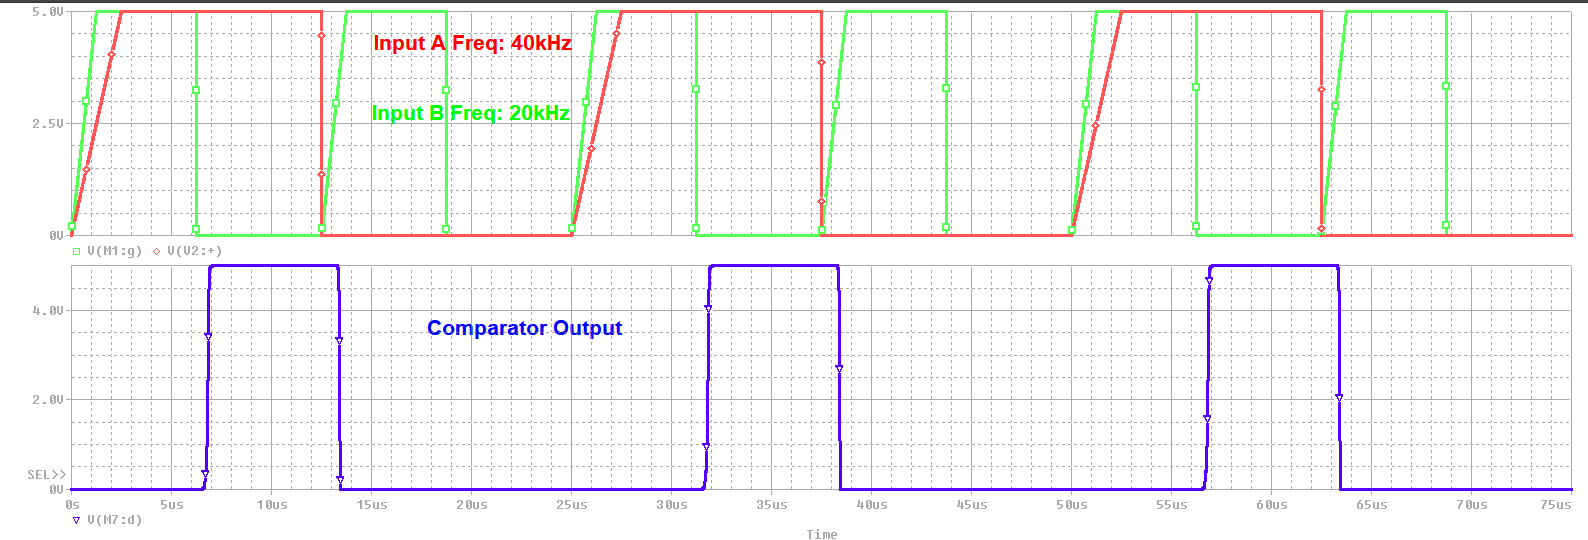 5.0V
Input A Freq: 40kHz
Input B Freq: 20kHz
2.5V
0V
V(M1:g) V(V2:+)
Comparator Output
4.0V
2.0V
SEL>>
0V
0s 5us 10us 15us 20us 25us 30us 35us 40us 45us 50us 55us 60us 65us 70us 75us
V(M7:d)
Time